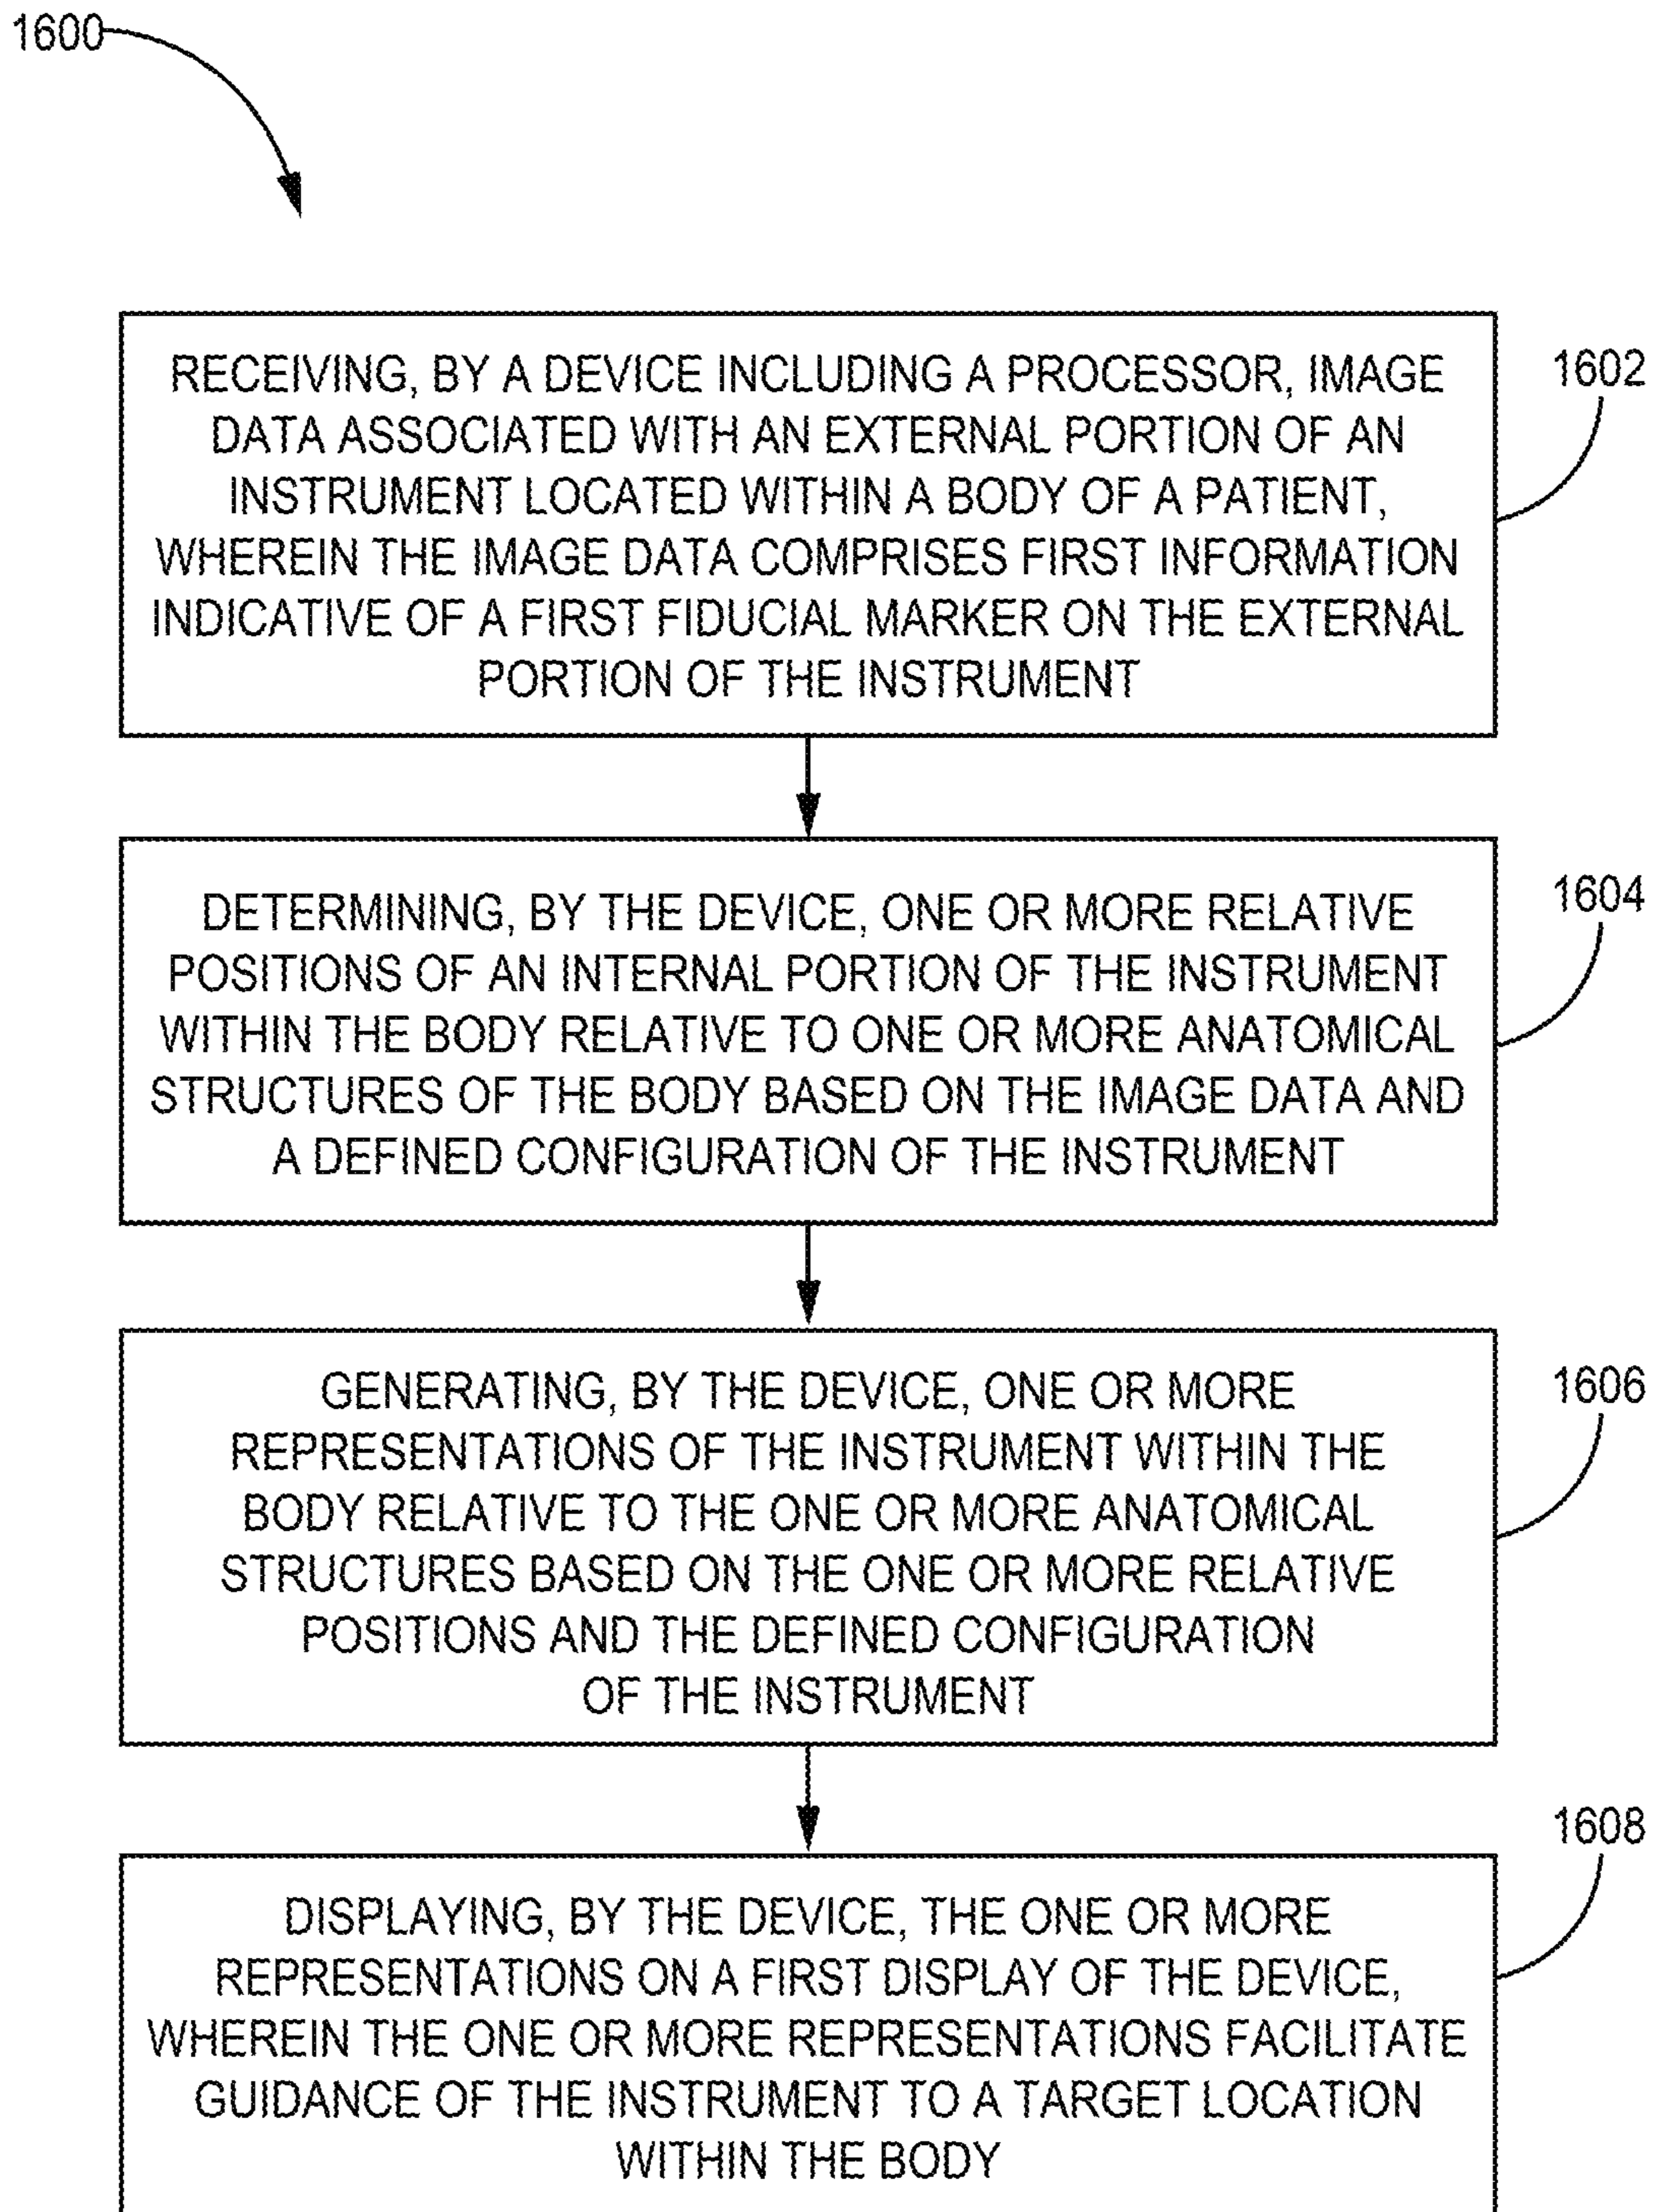 1600
RECEIVING, BY A DEVICE INCLUDING A PROCESSOR, IMAGE
DATA ASSOCIATED WITH AN EXTERNAL PORTION OF AN
INSTRUMENT LOCATED WITHIN A BODY OF A PATIENT,
WHEREIN THE IMAGE DATA COMPRISES FIRST INFORMATION
INDICATIVE OF A FIRST FIDUCIAL MARKER ON THE EXTERNAL
PORTION OF THE INSTRUMENT
1602
DETERMINING, BY THE DEVICE, ONE OR MORE RELATIVE
POSITIONS OF AN INTERNAL PORTION OF THE INSTRUMENT
WITHIN THE BODY RELATIVE TO ONE OR MORE ANATOMICAL
STRUCTURES OF THE BODY BASED ON THE IMAGE DATA AND
A DEFINED CONFIGURATION OF THE INSTRUMENT
1604
GENERATING, BY THE DEVICE, ONE OR MORE
REPRESENTATIONS OF THE INSTRUMENT WITHIN THE
BODY RELATIVE TO THE ONE OR MORE ANATOMICAL
STRUCTURES BASED ON THE ONE OR MORE RELATIVE
POSITIONS AND THE DEFINED CONFIGURATION
OF THE INSTRUMENT
1606
DISPLAYING, BY THE DEVICE, THE ONE OR MORE
REPRESENTATIONS ON A FIRST DISPLAY OF THE DEVICE,
WHEREIN THE ONE OR MORE REPRESENTATIONS FACILITATE
GUIDANCE OF THE INSTRUMENT TO A TARGET LOCATION
WITHIN THE BODY
1608